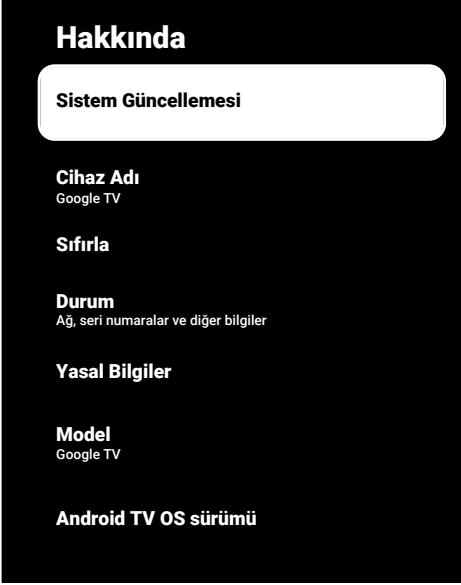 Hakkında
Sistem Güncellemesi
Cihaz Adı
Google TV
Sıfırla
Durum
Ağ, seri numaralar ve diğer bilgiler
Yasal Bilgiler
Model
Google TV
Android TV OS sürümü